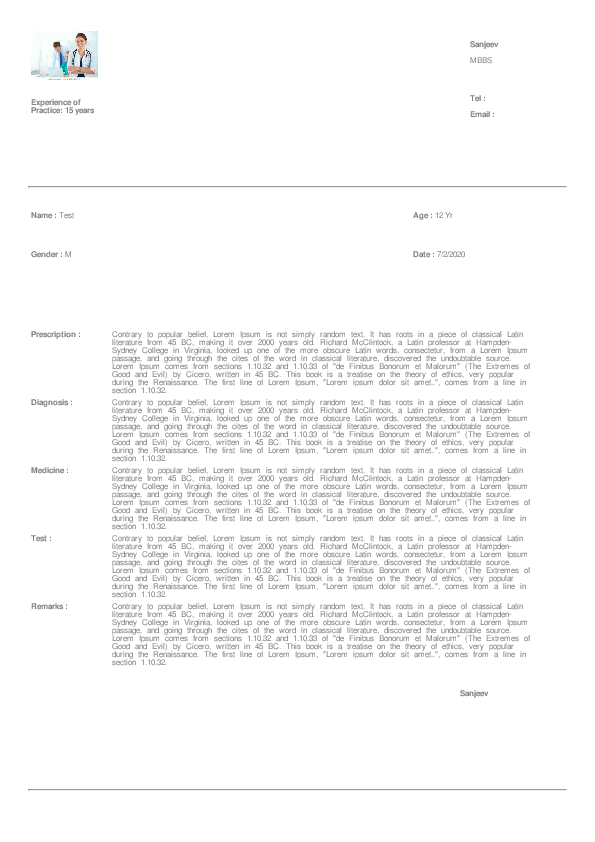 Sanjeev
MBBS
Experience of
Practice: 15 years
Tel :
Email :
Name : Test
Age : 12 Yr
Gender : M
Date : 7/2/2020
Prescription : Contrary to popular belief, Lorem Ipsum is not simply random text. It has roots in a piece of classical Latin
literature from 45 BC, making it over 2000 years old. Richard McClintock, a Latin professor at Hampden-
Sydney College in Virginia, looked up one of the more obscure Latin words, consectetur, from a Lorem Ipsum
passage, and going through the cites of the word in classical literature, discovered the undoubtable source.
Lorem Ipsum comes from sections 1.10.32 and 1.10.33 of "de Finibus Bonorum et Malorum" (The Extremes of
Good and Evil) by Cicero, written in 45 BC. This book is a treatise on the theory of ethics, very popular
during the Renaissance. The first line of Lorem Ipsum, "Lorem ipsum dolor sit amet..", comes from a line in
section 1.10.32.
Diagnosis : Contrary to popular belief, Lorem Ipsum is not simply random text. It has roots in a piece of classical Latin
literature from 45 BC, making it over 2000 years old. Richard McClintock, a Latin professor at Hampden-
Sydney College in Virginia, looked up one of the more obscure Latin words, consectetur, from a Lorem Ipsum
passage, and going through the cites of the word in classical literature, discovered the undoubtable source.
Lorem Ipsum comes from sections 1.10.32 and 1.10.33 of "de Finibus Bonorum et Malorum" (The Extremes of
Good and Evil) by Cicero, written in 45 BC. This book is a treatise on the theory of ethics, very popular
during the Renaissance. The first line of Lorem Ipsum, "Lorem ipsum dolor sit amet..", comes from a line in
section 1.10.32.
Medicine : Contrary to popular belief, Lorem Ipsum is not simply random text. It has roots in a piece of classical Latin
literature from 45 BC, making it over 2000 years old. Richard McClintock, a Latin professor at Hampden-
Sydney College in Virginia, looked up one of the more obscure Latin words, consectetur, from a Lorem Ipsum
passage, and going through the cites of the word in classical literature, discovered the undoubtable source.
Lorem Ipsum comes from sections 1.10.32 and 1.10.33 of "de Finibus Bonorum et Malorum" (The Extremes of
Good and Evil) by Cicero, written in 45 BC. This book is a treatise on the theory of ethics, very popular
during the Renaissance. The first line of Lorem Ipsum, "Lorem ipsum dolor sit amet..", comes from a line in
section 1.10.32.
Test : Contrary to popular belief, Lorem Ipsum is not simply random text. It has roots in a piece of classical Latin
literature from 45 BC, making it over 2000 years old. Richard McClintock, a Latin professor at Hampden-
Sydney College in Virginia, looked up one of the more obscure Latin words, consectetur, from a Lorem Ipsum
passage, and going through the cites of the word in classical literature, discovered the undoubtable source.
Lorem Ipsum comes from sections 1.10.32 and 1.10.33 of "de Finibus Bonorum et Malorum" (The Extremes of
Good and Evil) by Cicero, written in 45 BC. This book is a treatise on the theory of ethics, very popular
during the Renaissance. The first line of Lorem Ipsum, "Lorem ipsum dolor sit amet..", comes from a line in
section 1.10.32.
Remarks : Contrary to popular belief, Lorem Ipsum is not simply random text. It has roots in a piece of classical Latin
literature from 45 BC, making it over 2000 years old. Richard McClintock, a Latin professor at Hampden-
Sydney College in Virginia, looked up one of the more obscure Latin words, consectetur, from a Lorem Ipsum
passage, and going through the cites of the word in classical literature, discovered the undoubtable source.
Lorem Ipsum comes from sections 1.10.32 and 1.10.33 of "de Finibus Bonorum et Malorum" (The Extremes of
Good and Evil) by Cicero, written in 45 BC. This book is a treatise on the theory of ethics, very popular
during the Renaissance. The first line of Lorem Ipsum, "Lorem ipsum dolor sit amet..", comes from a line in
section 1.10.32.
Sanjeev